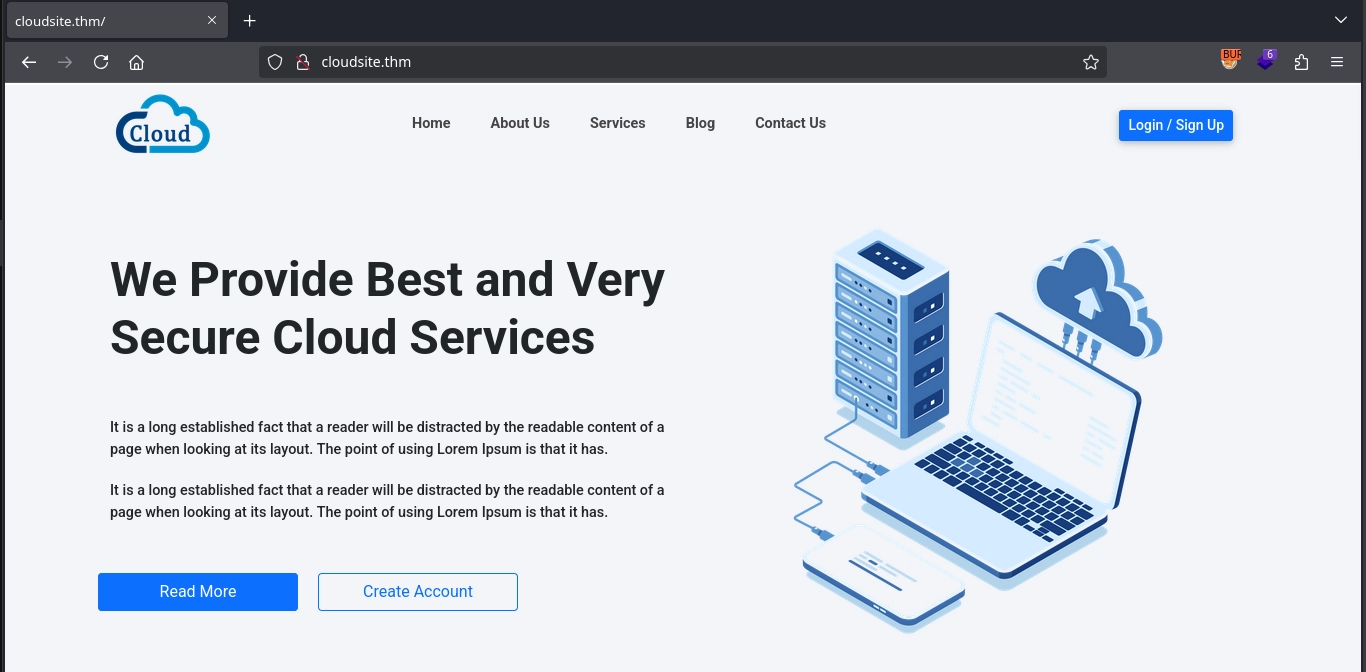 cloudsite.thm/
cloudsite.thm
BUR
6
Cloud
Home About Us Services Blog Contact Us
Login / Sign Up
We Provide Best and Very
Secure Cloud Services
It is a long established fact that a reader will be distracted by the readable content of a
page when looking at its layout. The point of using Lorem Ipsum is that it has.
It is a long established fact that a reader will be distracted by the readable content of a
page when looking at its layout. The point of using Lorem Ipsum is that it has.
Read More Create Account